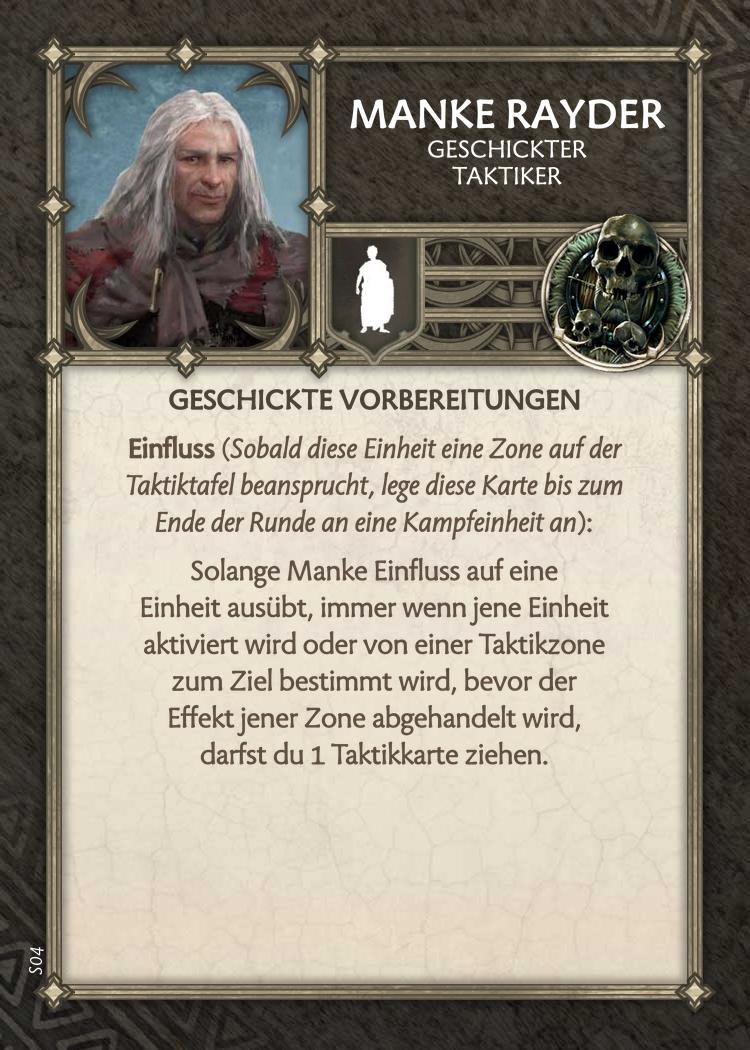 MANKE RAYDER
GESCHICKTER
TAKTIKER
GESCHICKTE VORBEREITUNGEN
Einfluss (Sobald diese Einheit eine Zone auf der
Taktiktafel beansprucht, lege diese Karte bis zum
Ende der Runde an eine Kampfeinheit an):
Solange Manke Einfluss auf eine
Einheit ausübt, immer wenn jene Einheit
aktiviert wird oder von einer Taktikzone
zum Ziel bestimmt wird, bevor der
Effekt jener Zone abgehandelt wird,
darfst du 1 Taktikkarte ziehen.
S04